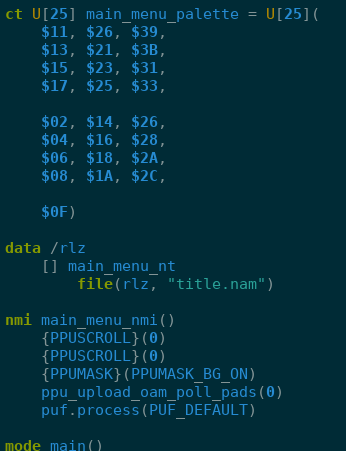 ct U[25] main_menu_palette = U[25](
    $11, $26, $39,
    $13, $21, $3B,
    $15, $23, $31,
    $17, $25, $33,

    $02, $14, $26,
    $04, $16, $28,
    $06, $18, $2A,
    $08, $1A, $2C,

    $0F)

data /rlz
    [] main_menu_nt
        file(rlz, "title.nam")

nmi main_menu_nmi()
    {PPUSCROLL}(0)
    {PPUSCROLL}(0)
    {PPUMASK}(PPUMASK_BG_ON)
    ppu_upload_oam_poll_pads(0)
    puf.process(PUF_DEFAULT)

mode main()